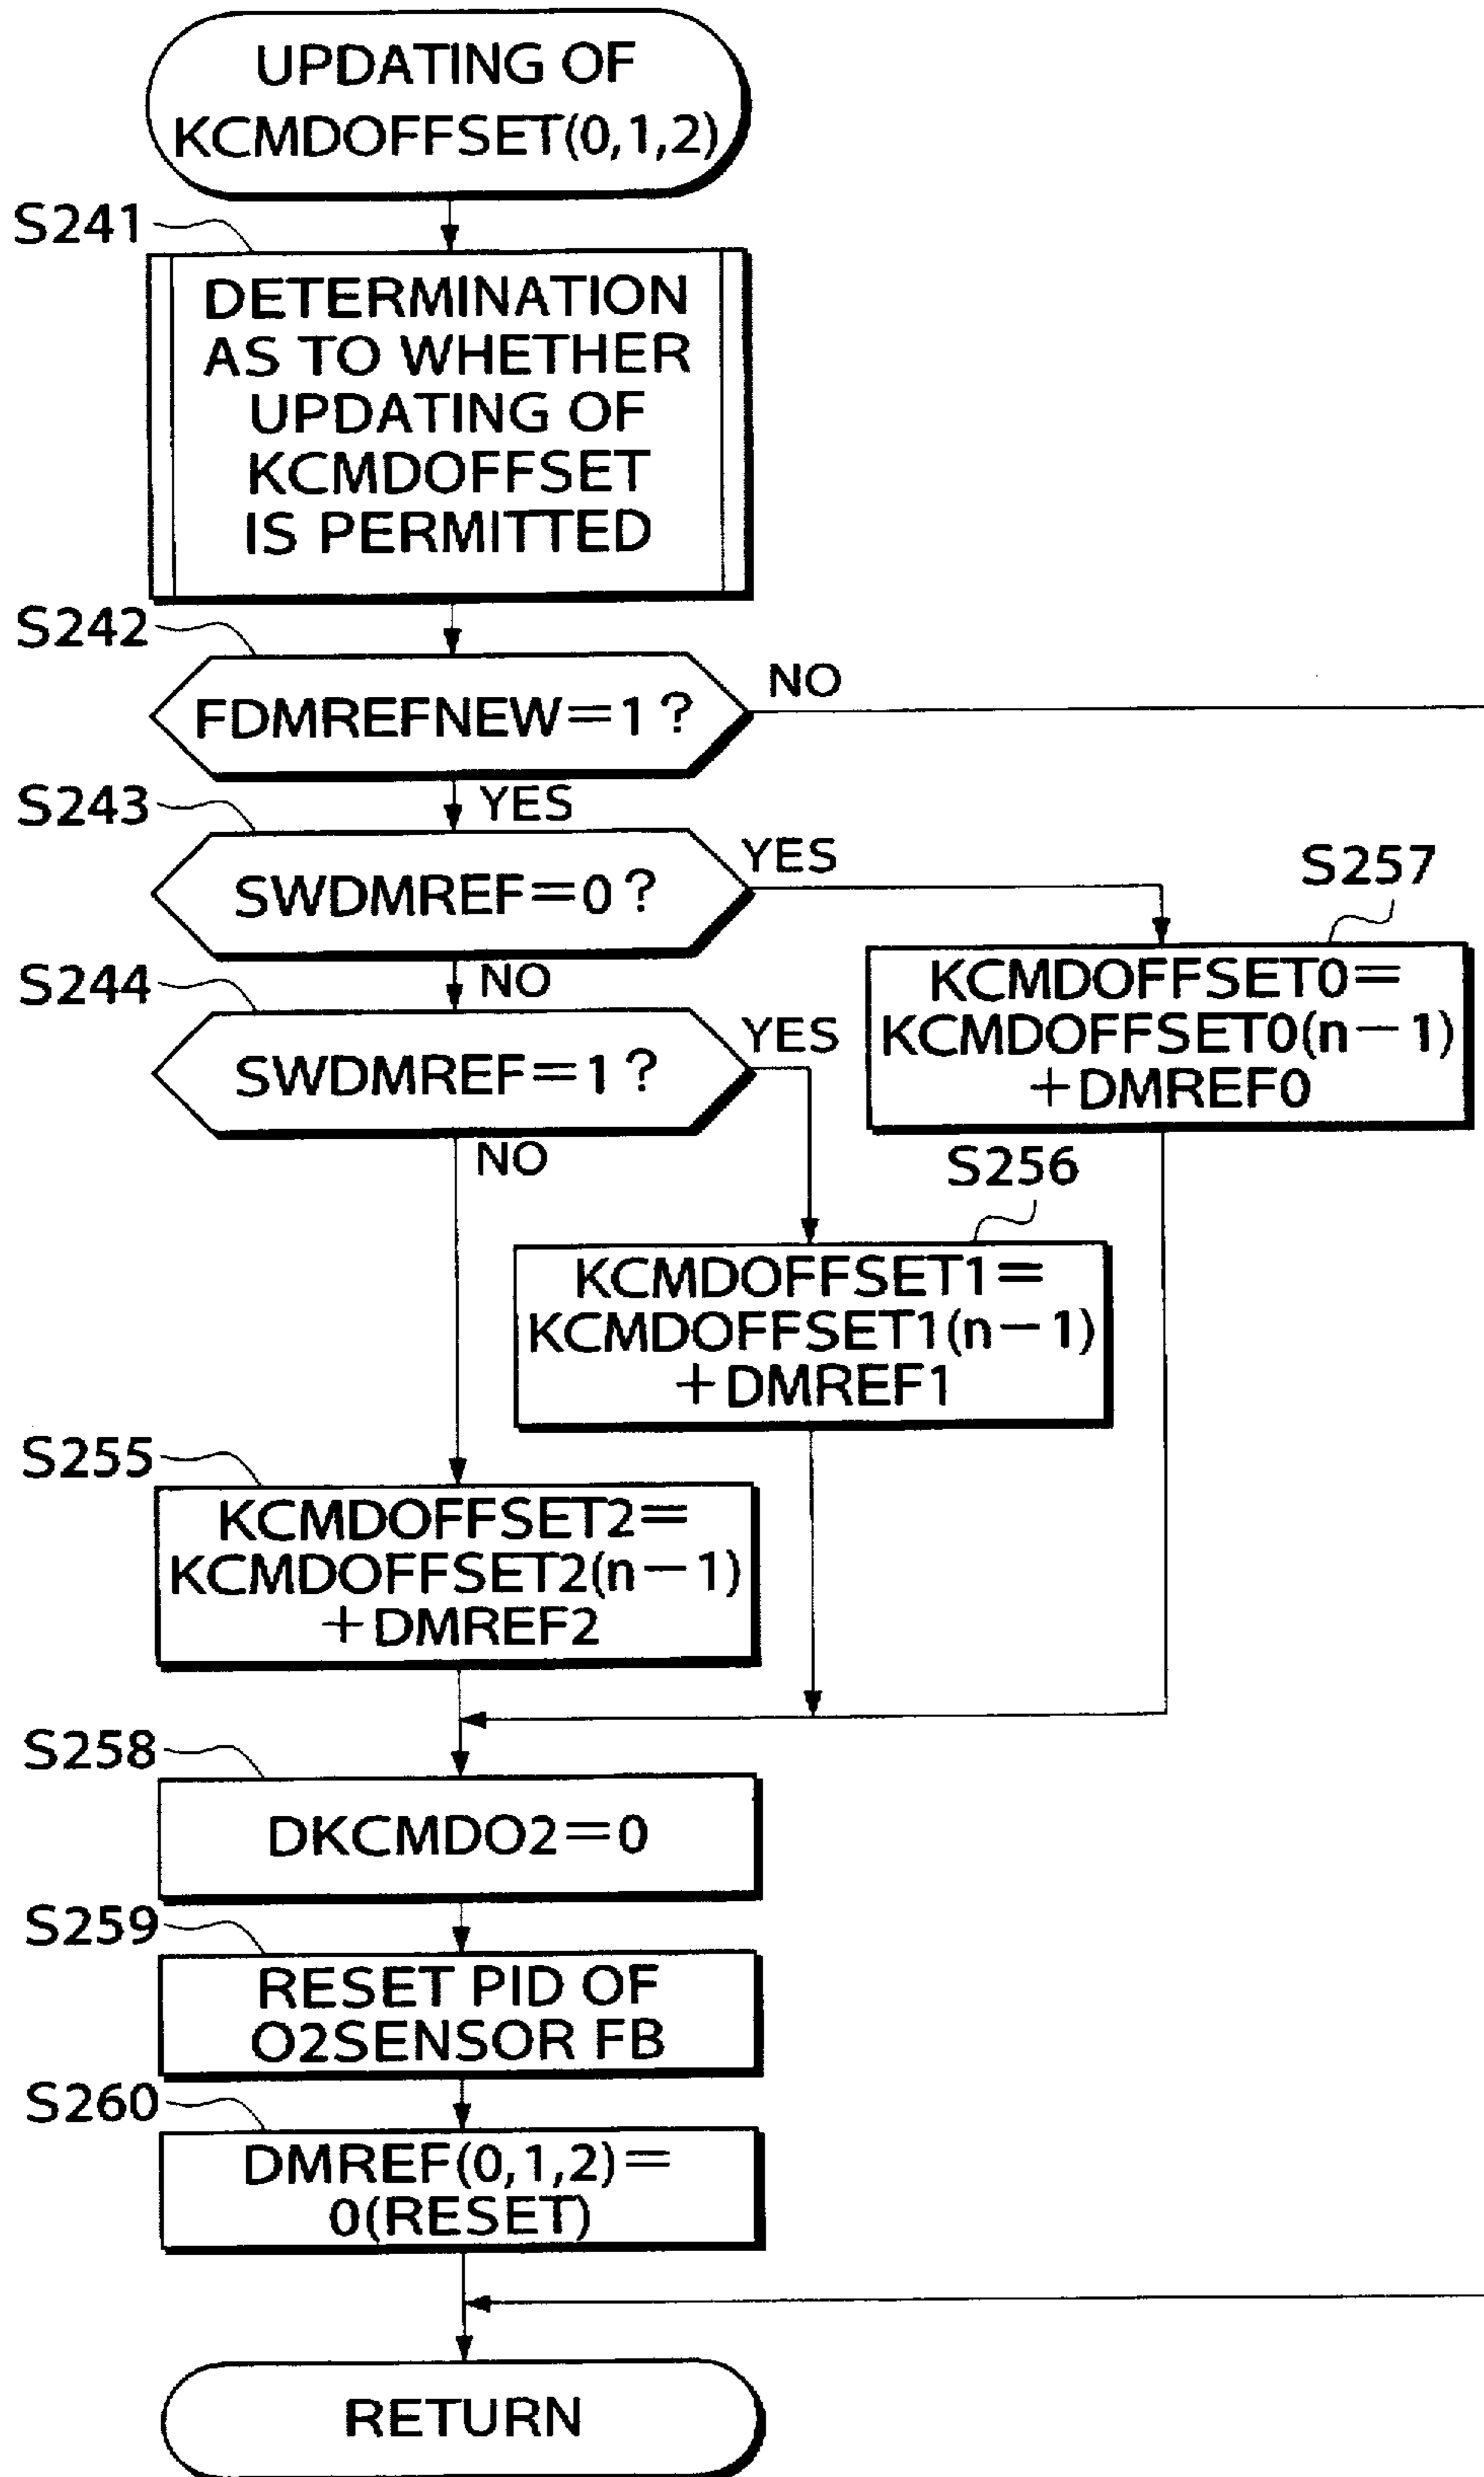 UPDATING OF
KCMDOFFSET(0,1,2)
S241
DETERMINATION
AS TO WHETHER
UPDATING OF
KCMDOFFSET
IS PERMITTED
S242
FDMREFNEW=1?
NO
YES
S243
SWDMREF=0?
YES
NO
S257
KCMDOFFSET0=
KCMDOFFSET0(n-1)
+DMREF0
S244
SWDMREF=1?
YES
NO
S256
KCMDOFFSET1=
KCMDOFFSET1(n-1)
+DMREF1
S255
KCMDOFFSET2=
KCMDOFFSET2(n-1)
+DMREF2
S258
DKCMDO2=0
S259
RESET PID OF
O2SENSOR FB
S260
DMREF(0,1,2)=
0(RESET)
RETURN